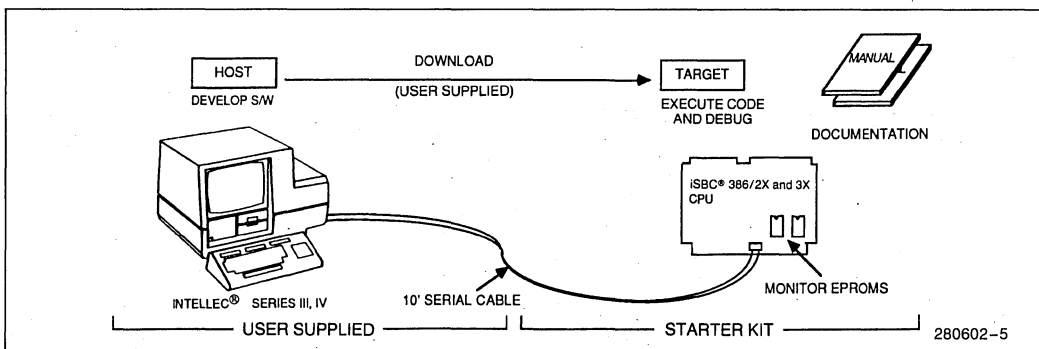 HOST
DEVELOP S/W
DOWNLOAD
(USER SUPPLIED)
TARGET
EXECUTE CODE
AND DEBUG
MANUAL
DOCUMENTATION
iSBC® 386/2X and 3X
CPU
MONITOR EPROMS
INTELLEC® SERIES III, IV
10' SERIAL CABLE
USER SUPPLIED
STARTER KIT
280602–5